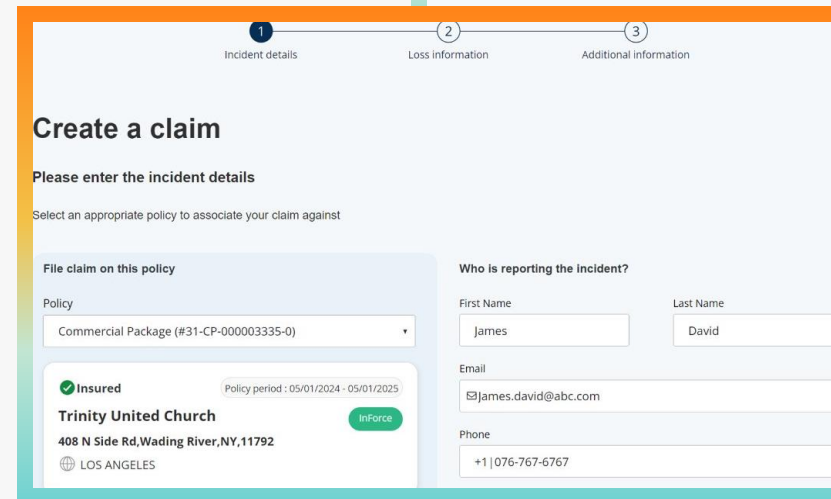 1 2 3
Incident details Loss information Additional information
Create a claim
Please enter the incident details
Select an appropriate policy to associate your claim against
File claim on this policy
Policy
Commercial Package (#31-CP-000003335-0)
Insured Policy period : 05/01/2024 - 05/01/2025
Trinity United Church InForce
408 N Side Rd,Wading River,NY,11792
LOS ANGELES
Who is reporting the incident?
First Name Last Name
James David
Email
James.david@abc.com
Phone
+1|076-767-6767